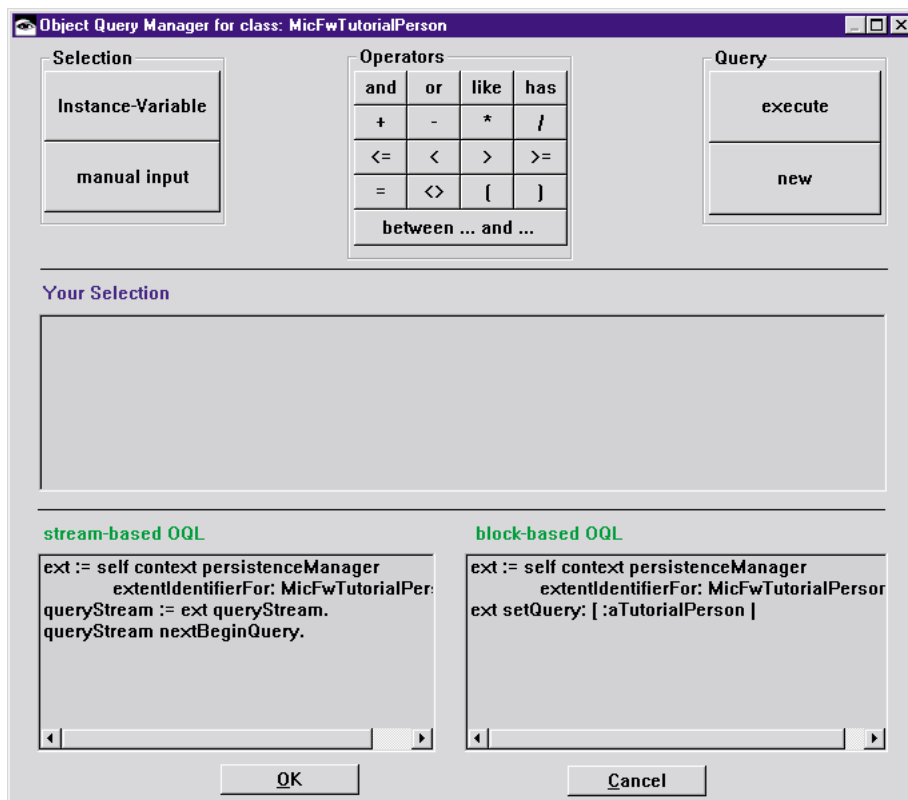 Object Query Manager for class: MicFwTutorialPerson
Selection
Instance-Variable
manual input
Operators
and or like has
+ - * /
<= < > >=
= <> ( )
between ... and ...
Query
execute
new
Your Selection
stream-based OQL
ext := self context persistenceManager
extentIdentifierFor: MicFwTutorialPer
queryStream := ext queryStream.
queryStream nextBeginQuery.
block-based OQL
ext := self context persistenceManager
extentIdentifierFor: MicFwTutorialPerson
ext setQuery: [ :aTutorialPerson |
OK
Cancel